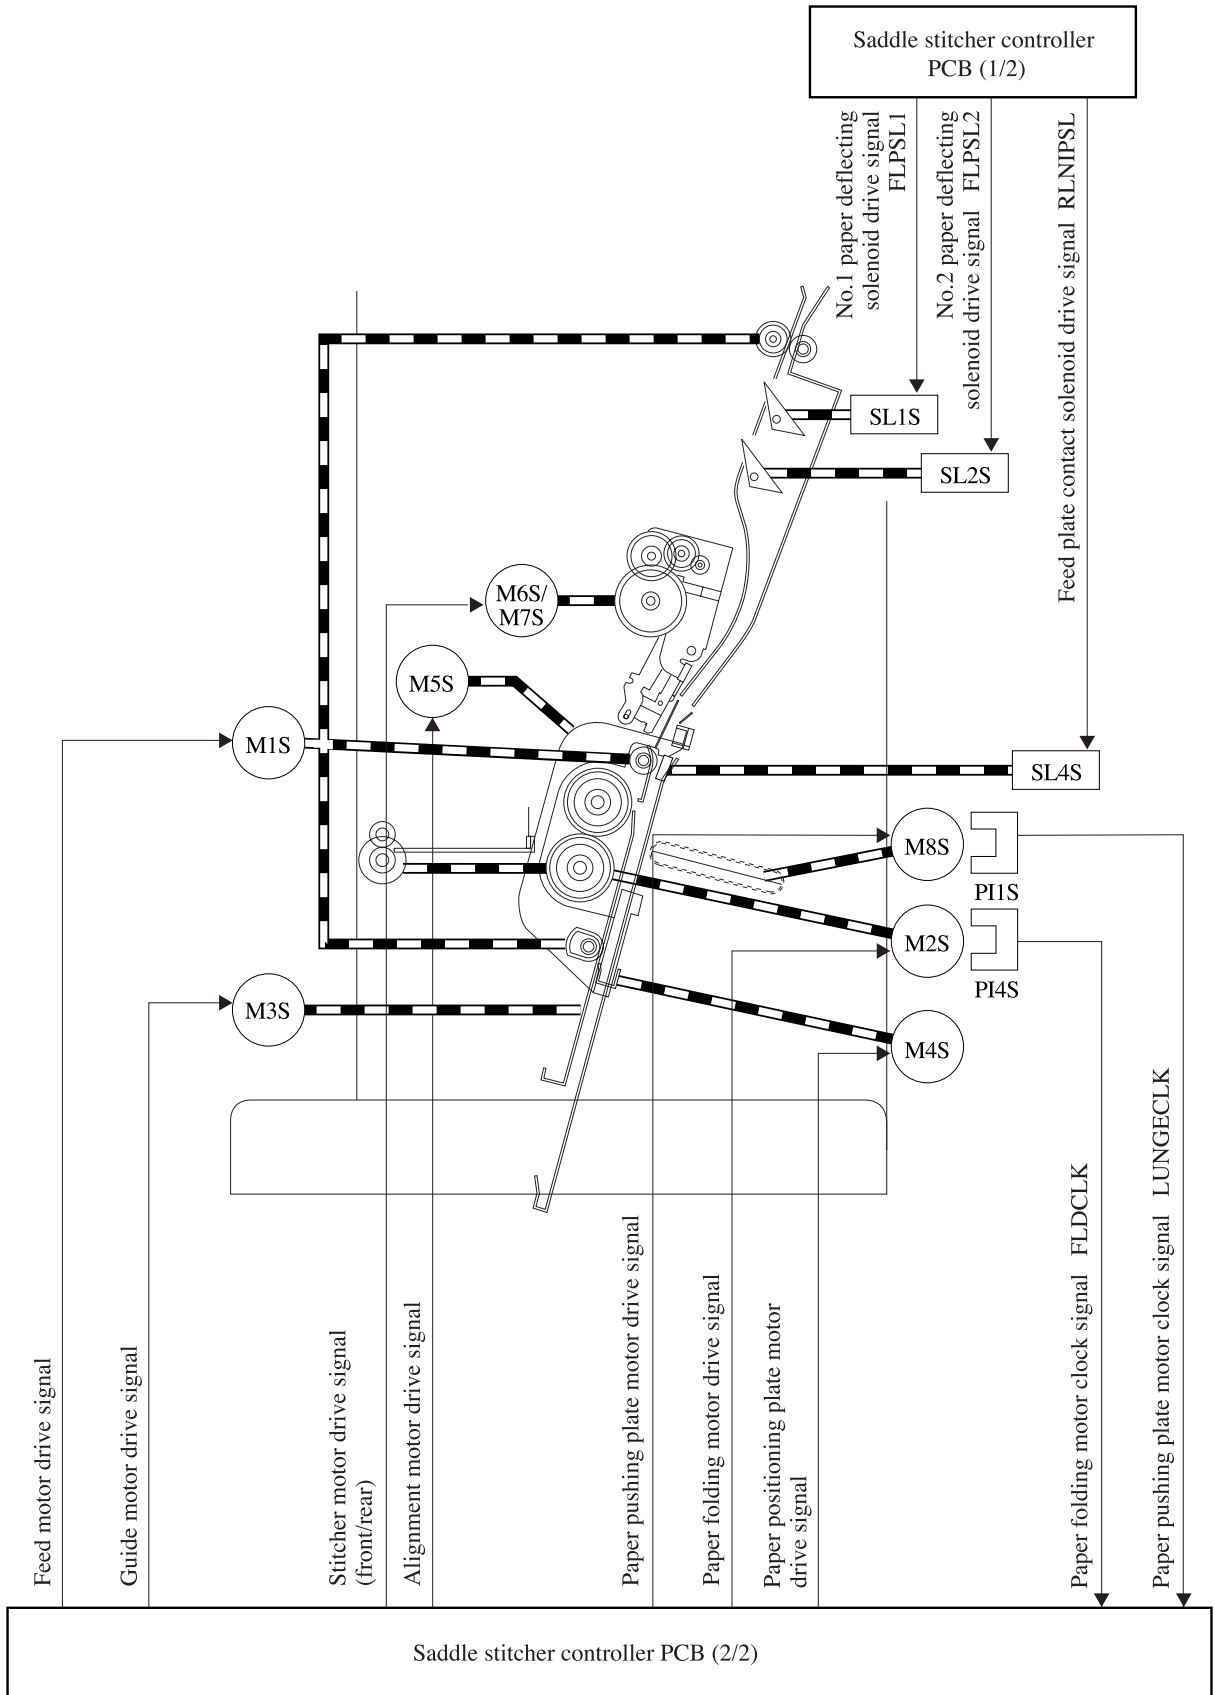 Saddle stitcher controller
PCB (1/2)
No.1 paper deflecting
solenoid drive signal
FLPSL1
No.2 paper deflecting
solenoid drive signal FLPSL2
Feed plate contact solenoid drive signal RLNIPSL
SL1S
SL2S
M6S/
M7S
M5S
M1S
SL4S
M8S
PI1S
M2S
PI4S
M3S
M4S
Feed motor drive signal
Guide motor drive signal
Stitcher motor drive signal
(front/rear)
Alignment motor drive signal
Paper pushing plate motor drive signal
Paper folding motor drive signal
Paper positioning plate motor
drive signal
Paper folding motor clock signal FLDCLK
Paper pushing plate motor clock signal LUNGECLK
Saddle stitcher controller PCB (2/2)